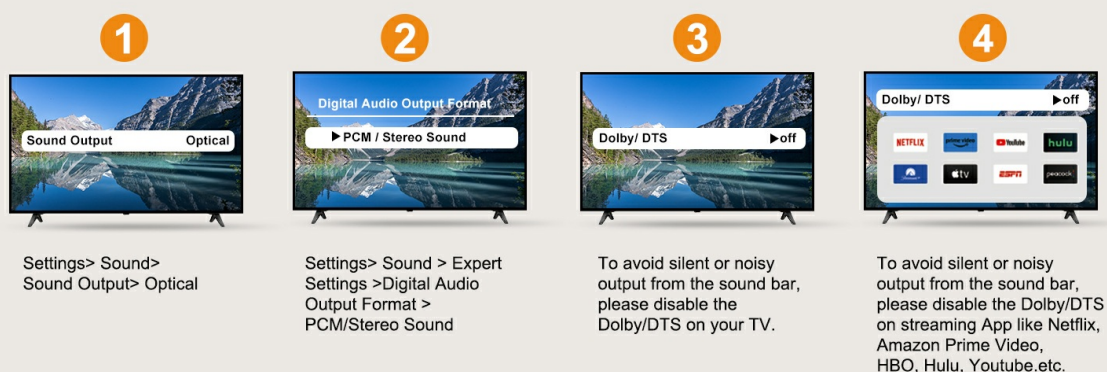 1
Sound Output Optical
Settings> Sound>
Sound Output> Optical
2
Digital Audio Output Format
▶PCM / Stereo Sound
Settings> Sound > Expert
Settings >Digital Audio
Output Format >
PCM/Stereo Sound
3
Dolby/ DTS ▶off
To avoid silent or noisy
output from the sound bar,
please disable the
Dolby/DTS on your TV.
4
Dolby/ DTS ▶off
NETFLIX prime video YouTube hulu
Paramount+ tv ESPN peacock
To avoid silent or noisy
output from the sound bar,
please disable the Dolby/DTS
on streaming App like Netflix,
Amazon Prime Video,
HBO, Hulu, Youtube.etc.